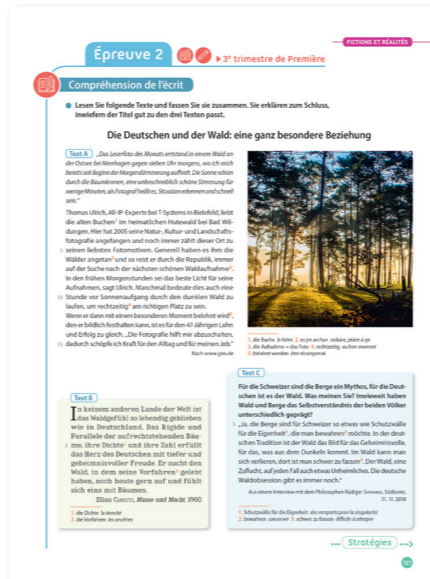 FICTIONS ET RÉALITÉS
Épreuve 2
▸ 3e trimestre de Première
Compréhension de l'écrit
Lesen Sie folgende Texte und fassen Sie sie zusammen. Sie erklären zum Schluss,
inwiefern der Titel gut zu den drei Texten passt.
Die Deutschen und der Wald: eine ganz besondere Beziehung
Text A „Das Leserfoto des Monats entstand in einem Wald an
der Ostsee bei Nienhagen gegen sieben Uhr morgens, wo ich mich
bereits seit Beginn der Morgendämmerung aufhielt. Die Sonne schien
durch die Baumkronen, eine unbeschreiblich schöne Stimmung für
wenige Minuten, als Fotograf heißt es, Situation erkennen und schnell
sein."
Thomas Ulrich, All-IP-Experte bei T-Systems in Bielefeld, liebt
die alten Buchen1 im heimatlichen Hutewald bei Bad Wil-
dungen. Hier hat 2005 seine Natur-, Kultur- und Landschafts-
fotografie angefangen und noch immer zählt dieser Ort zu
5 seinen liebsten Fotomotiven. Generell haben es ihm die
Wälder angetan2 und so reist er durch die Republik, immer
auf der Suche nach der nächsten schönen Waldaufnahme3.
In den frühen Morgenstunden sei das beste Licht für seine
Aufnahmen, sagt Ulrich. Manchmal bedeute dies auch eine
10 Stunde vor Sonnenaufgang durch den dunklen Wald zu
laufen, um rechtzeitig4 am richtigen Platz zu sein.
Wenn er dann mit einem besonderen Moment belohnt wird5,
den er bildlich festhalten kann, ist es für den 47-Jährigen Lohn
und Erfolg zu gleich. „Die Fotografie hilft mir abzuschalten,
15 dadurch schöpfe ich Kraft für den Alltag und für meinen Job."
Nach www.geo.de
1. die Buche le hêtre 2. es jm antun séduire, plaire à qn
3. die Aufnahme = das Foto 4. rechtzeitig au bon moment
5. belohnt werden être récompensé
Text B
In keinem anderen Lande der Welt ist
das Waldgefühl so lebendig geblieben
wie in Deutschland. Das Rigide und
Parallele der aufrechtstehenden Bäu-
5 me, ihre Dichte1 und ihre Zahl erfüllt
das Herz des Deutschen mit tiefer und
geheimnisvoller Freude. Er sucht den
Wald, in dem seine Vorfahren2 gelebt
haben, noch heute gern auf und fühlt
sich eins mit Bäumen.
Elias Canetti, Masse und Macht, 1960
1. die Dichte la densité
2. die Vorfahren les ancêtres
Text C
Für die Schweizer sind die Berge ein Mythos, für die Deut-
schen ist es der Wald. Was meinen Sie? Inwieweit haben
Wald und Berge das Selbstverständnis der beiden Völker
unterschiedlich geprägt?
5 „Ja, die Berge sind für Schweizer so etwas wie Schutzwälle
für die Eigenheit1, die man bewahren2 möchte. In der deut-
schen Tradition ist der Wald das Bild für das Geheimnisvolle,
für das, was aus dem Dunkeln kommt. Im Wald kann man
sich verlieren, dort ist man schwer zu fassen3. Der Wald, eine
Zuflucht, auf jeden Fall auch etwas Unheimliches. Die deutsche
Waldobsession gibt es immer noch."
Aus einem Interview mit dem Philosophen Rüdiger Safranski, Südkurier,
11. 11. 2018
1. Schutzwälle für die Eigenheit des remparts pour la singularité
2. bewahren conserver 3. schwer zu fassen difficile à attraper
Stratégies
121